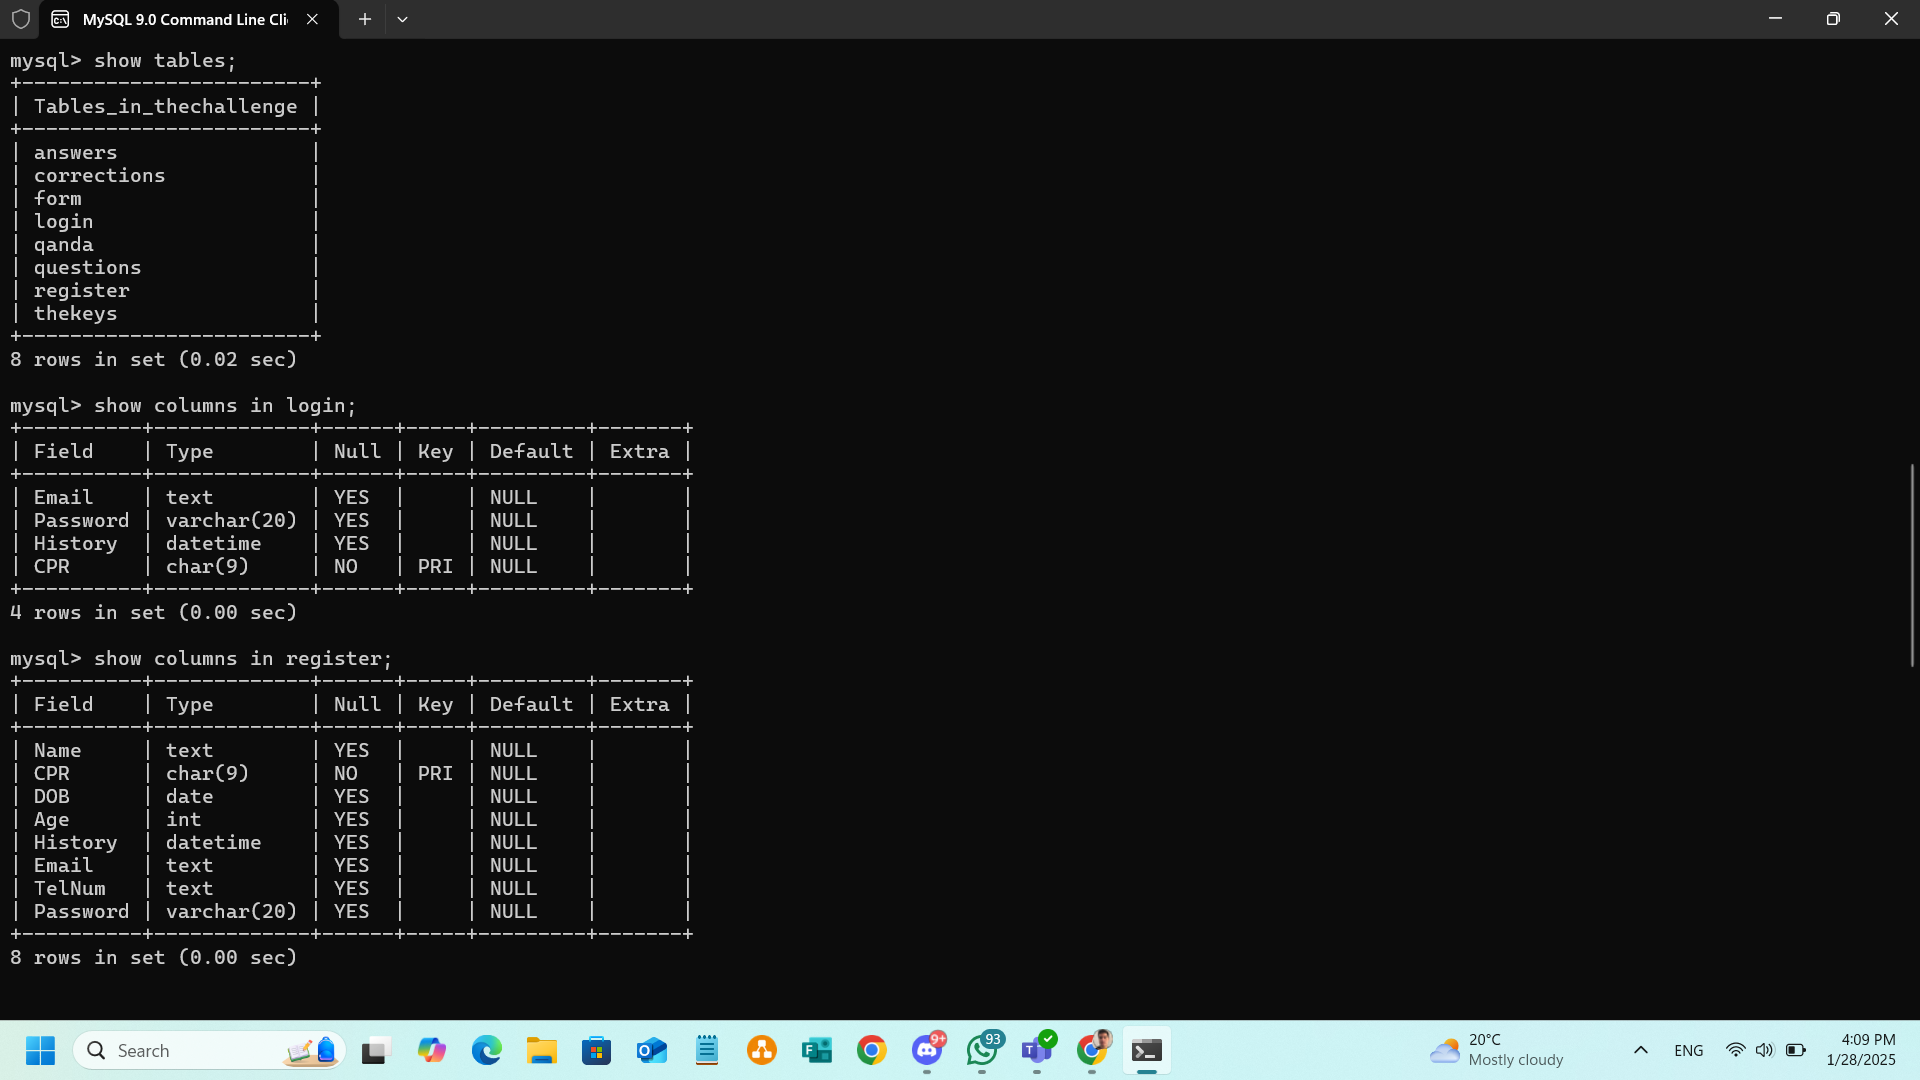 MySQL 9.0 Command Line Cli
mysql> show tables;
+------------------------+
| Tables_in_thechallenge |
+------------------------+
| answers                |
| corrections            |
| form                   |
| login                  |
| qanda                  |
| questions              |
| register               |
| thekeys                |
+------------------------+
8 rows in set (0.02 sec)
mysql> show columns in login;
+----------+-------------+------+-----+---------+-------+
| Field    | Type        | Null | Key | Default | Extra |
+----------+-------------+------+-----+---------+-------+
| Email    | text        | YES  |     | NULL    |       |
| Password | varchar(20) | YES  |     | NULL    |       |
| History  | datetime    | YES  |     | NULL    |       |
| CPR      | char(9)     | NO   | PRI | NULL    |       |
+----------+-------------+------+-----+---------+-------+
4 rows in set (0.00 sec)
mysql> show columns in register;
+----------+-------------+------+-----+---------+-------+
| Field    | Type        | Null | Key | Default | Extra |
+----------+-------------+------+-----+---------+-------+
| Name     | text        | YES  |     | NULL    |       |
| CPR      | char(9)     | NO   | PRI | NULL    |       |
| DOB      | date        | YES  |     | NULL    |       |
| Age      | int         | YES  |     | NULL    |       |
| History  | datetime    | YES  |     | NULL    |       |
| Email    | text        | YES  |     | NULL    |       |
| TelNum   | text        | YES  |     | NULL    |       |
| Password | varchar(20) | YES  |     | NULL    |       |
+----------+-------------+------+-----+---------+-------+
8 rows in set (0.00 sec)
Search
9+
93
20°C
Mostly cloudy
ENG
4:09 PM
1/28/2025